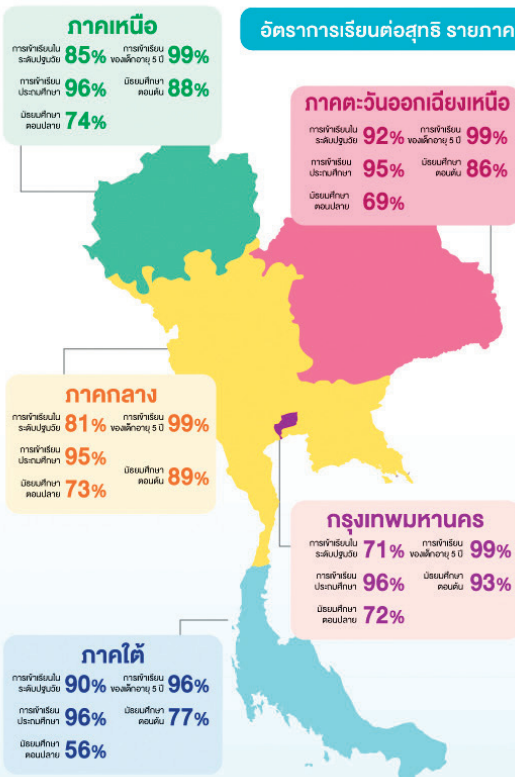 อัตราการเรียนต่อสุทธิ รายภาค
ภาคเหนือ
การเข้าเรียนใน
ระดับปฐมวัย 85%
การเข้าเรียน
ของเด็กอายุ 5 ปี 99%
การเข้าเรียน
ประถมศึกษา 96%
มัธยมศึกษา
ตอนต้น 88%
มัธยมศึกษา
ตอนปลาย 74%
ภาคตะวันออกเฉียงเหนือ
การเข้าเรียนใน
ระดับปฐมวัย 92%
การเข้าเรียน
ของเด็กอายุ 5 ปี 99%
การเข้าเรียน
ประถมศึกษา 95%
มัธยมศึกษา
ตอนต้น 86%
มัธยมศึกษา
ตอนปลาย 69%
ภาคกลาง
การเข้าเรียนใน
ระดับปฐมวัย 81%
การเข้าเรียน
ของเด็กอายุ 5 ปี 99%
การเข้าเรียน
ประถมศึกษา 95%
มัธยมศึกษา
ตอนต้น 89%
มัธยมศึกษา
ตอนปลาย 73%
กรุงเทพมหานคร
การเข้าเรียนใน
ระดับปฐมวัย 71%
การเข้าเรียน
ของเด็กอายุ 5 ปี 99%
การเข้าเรียน
ประถมศึกษา 96%
มัธยมศึกษา
ตอนต้น 93%
มัธยมศึกษา
ตอนปลาย 72%
ภาคใต้
การเข้าเรียนใน
ระดับปฐมวัย 90%
การเข้าเรียน
ของเด็กอายุ 5 ปี 96%
การเข้าเรียน
ประถมศึกษา 96%
มัธยมศึกษา
ตอนต้น 77%
มัธยมศึกษา
ตอนปลาย 56%